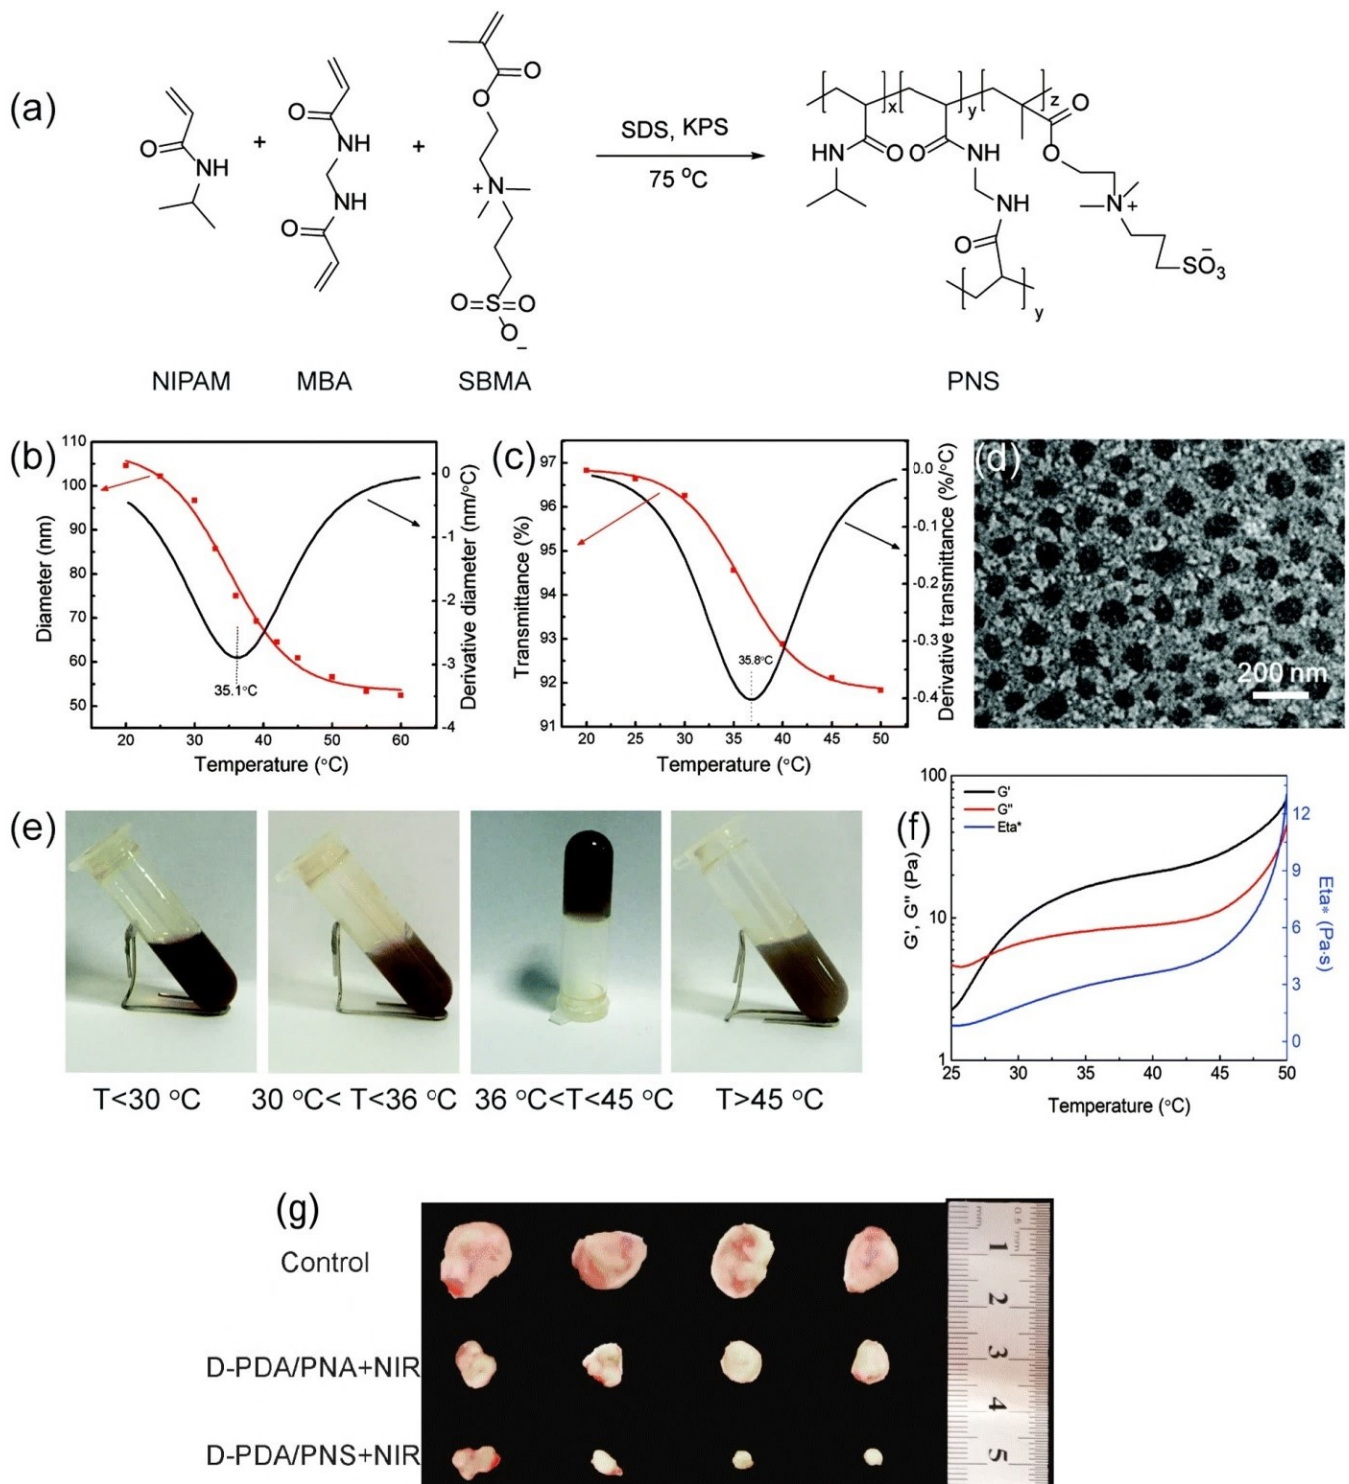 (a)
O
NH
NIPAM
+
O
NH
NH
O
MBA
+
O
O
N
+
O=S=O
O
−
SBMA
SDS, KPS
75 °C
x
y
z
HN
O
O
NH
NH
O
y
O
O
N
+
SO3
−
PNS
(b)
110
100
90
80
70
60
50
Diameter (nm)
20
30
40
50
60
Temperature (°C)
0
-1
-2
-3
-4
Derivative diameter (nm/°C)
35.1°C
(c)
97
96
95
94
93
92
91
Transmittance (%)
20
25
30
35
40
45
50
Temperature (°C)
0.0
-0.1
-0.2
-0.3
-0.4
Derivative transmittance (%/°C)
35.8°C
(d)
200 nm
(e)
T<30 °C
30 °C< T<36 °C
36 °C<T<45 °C
T>45 °C
(f)
G'
G''
Eta*
100
10
1
G', G'' (Pa)
25
30
35
40
45
50
Temperature (°C)
12
9
6
3
0
Eta* (Pa·s)
(g)
Control
D-PDA/PNA+NIR
D-PDA/PNS+NIR
mm
0.5 mm
1
2
3
4
5